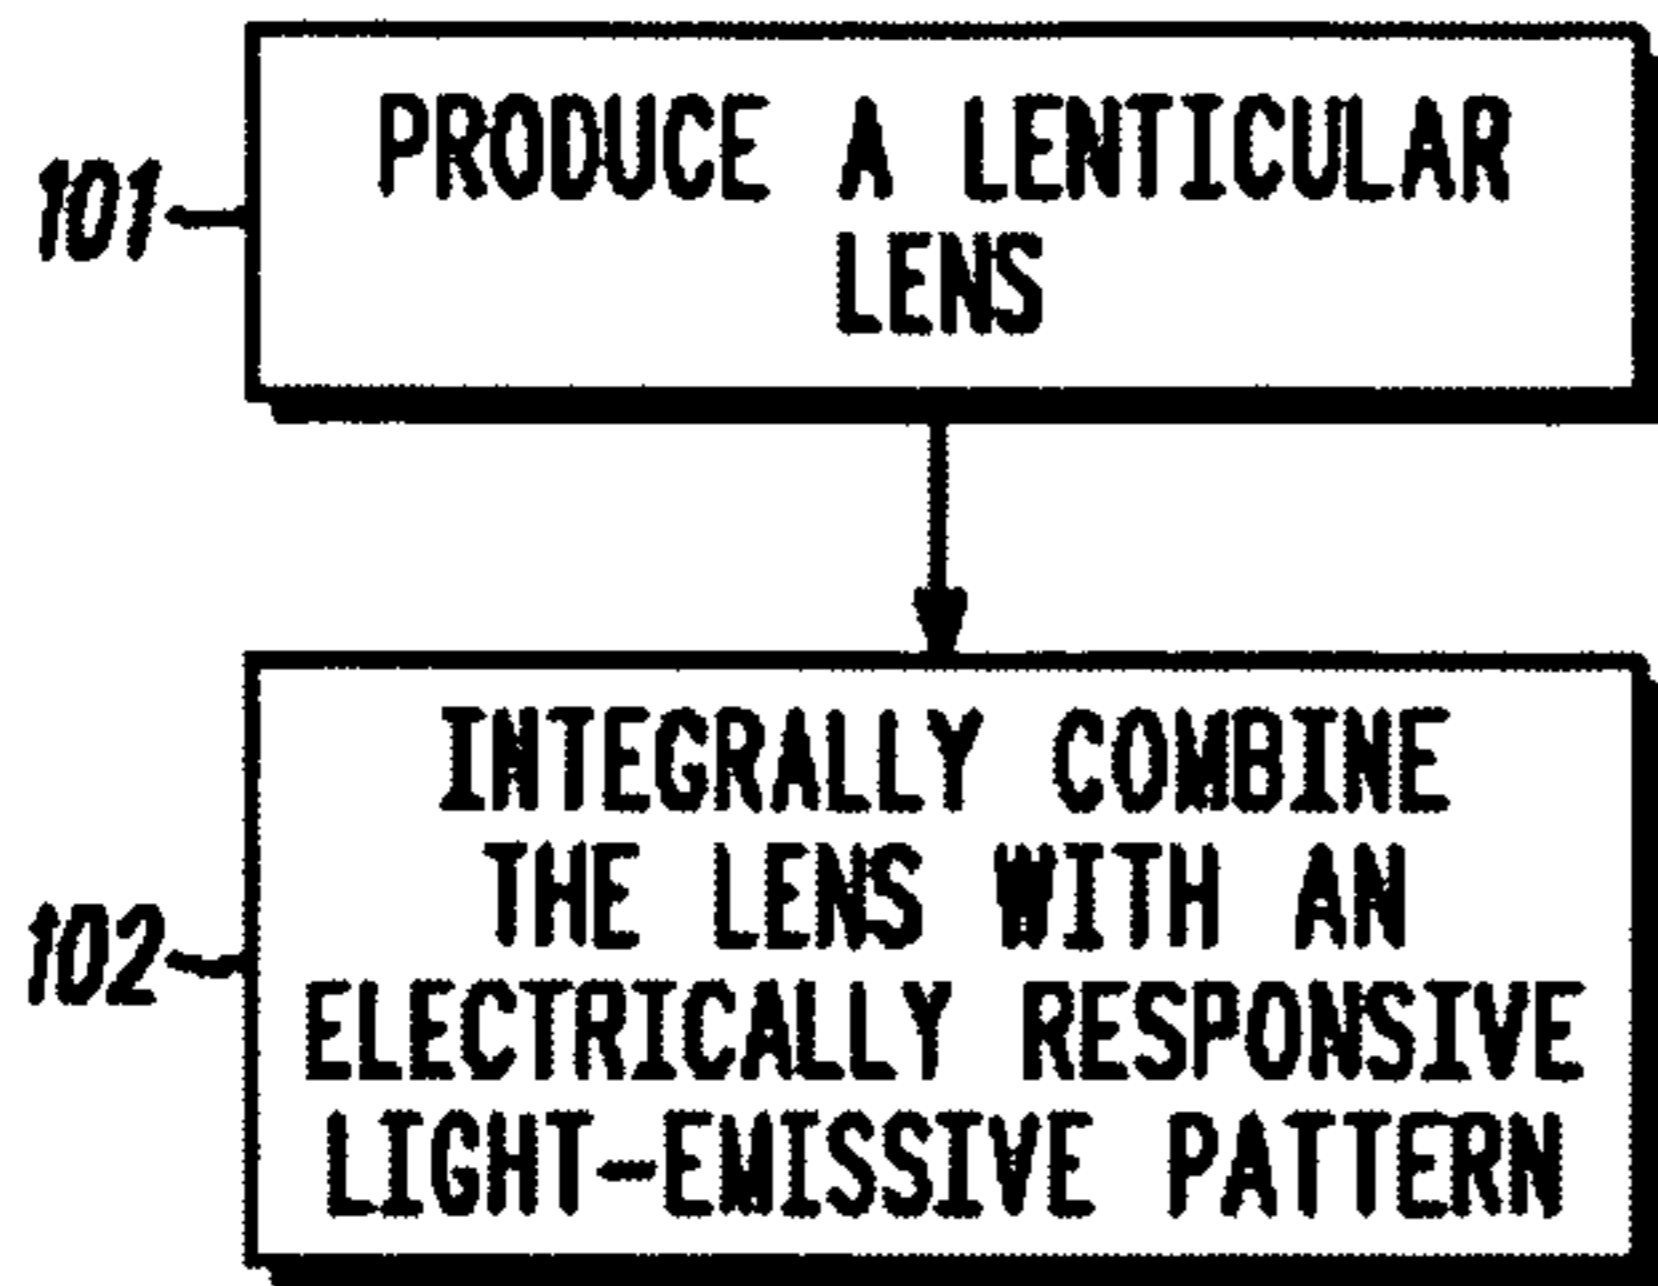 101
PRODUCE A LENTICULAR
LENS
102
INTEGRALLY COMBINE
THE LENS WITH AN
ELECTRICALLY RESPONSIVE
LIGHT-EMISSIVE PATTERN